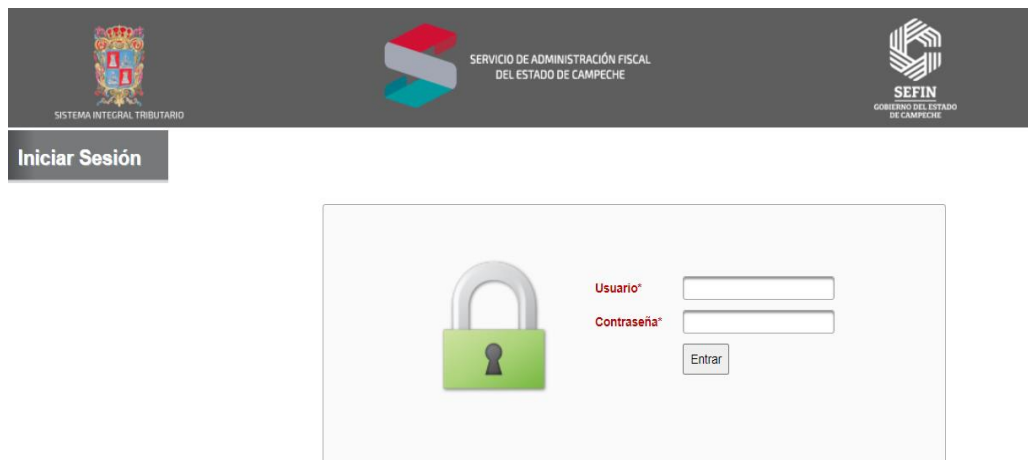 SISTEMA INTEGRAL TRIBUTARIO
SERVICIO DE ADMINISTRACIÓN FISCAL
DEL ESTADO DE CAMPECHE
SEFIN
GOBIERNO DEL ESTADO
DE CAMPECHE
Iniciar Sesión
Usuario*
Contraseña*
Entrar